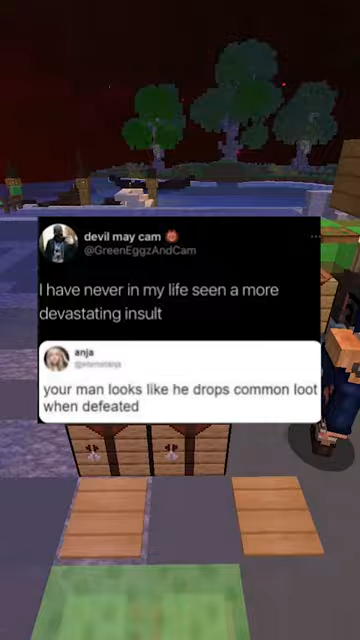 devil may cam
@GreenEggzAndCam
I have never in my life seen a more
devastating insult
anja
your man looks like he drops common loot
when defeated